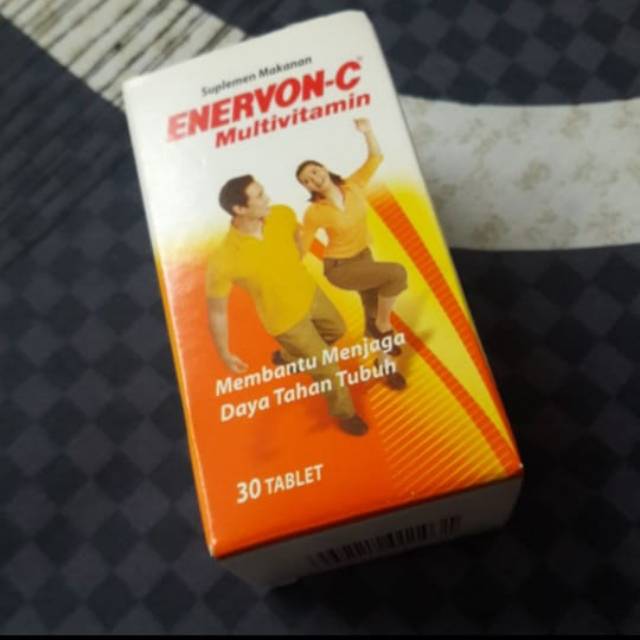 Suplemen Makanan
ENERVON-C
Multivitamin
Membantu Menjaga
Daya Tahan Tubuh
30 TABLET